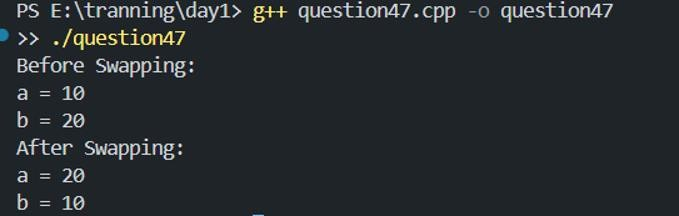 PS E:\tranning\day1> g++ question47.cpp -o question47
>> ./question47
Before Swapping:
a = 10
b = 20
After Swapping:
a = 20
b = 10